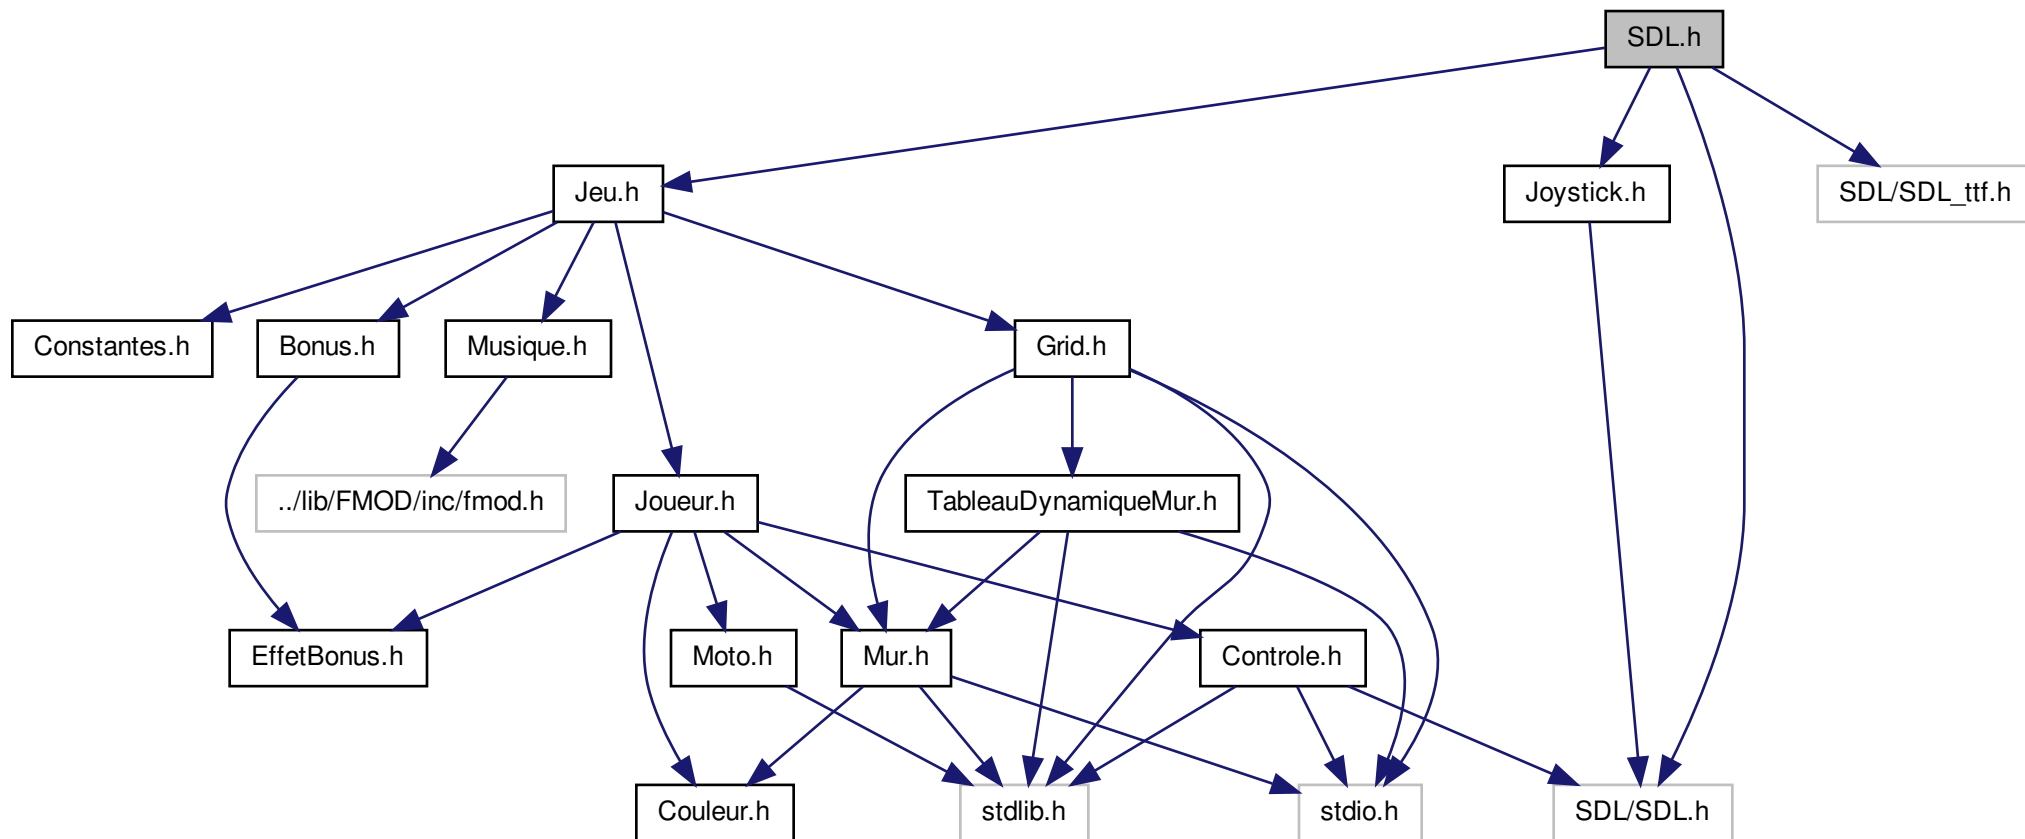 SDL.h
Jeu.h
Joystick.h
SDL/SDL_ttf.h
Constantes.h
Bonus.h
Musique.h
Grid.h
../lib/FMOD/inc/fmod.h
Joueur.h
TableauDynamiqueMur.h
EffetBonus.h
Moto.h
Mur.h
Controle.h
Couleur.h
stdlib.h
stdio.h
SDL/SDL.h